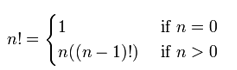 n! = { 1 if n = 0
n((n − 1)!) if n > 0